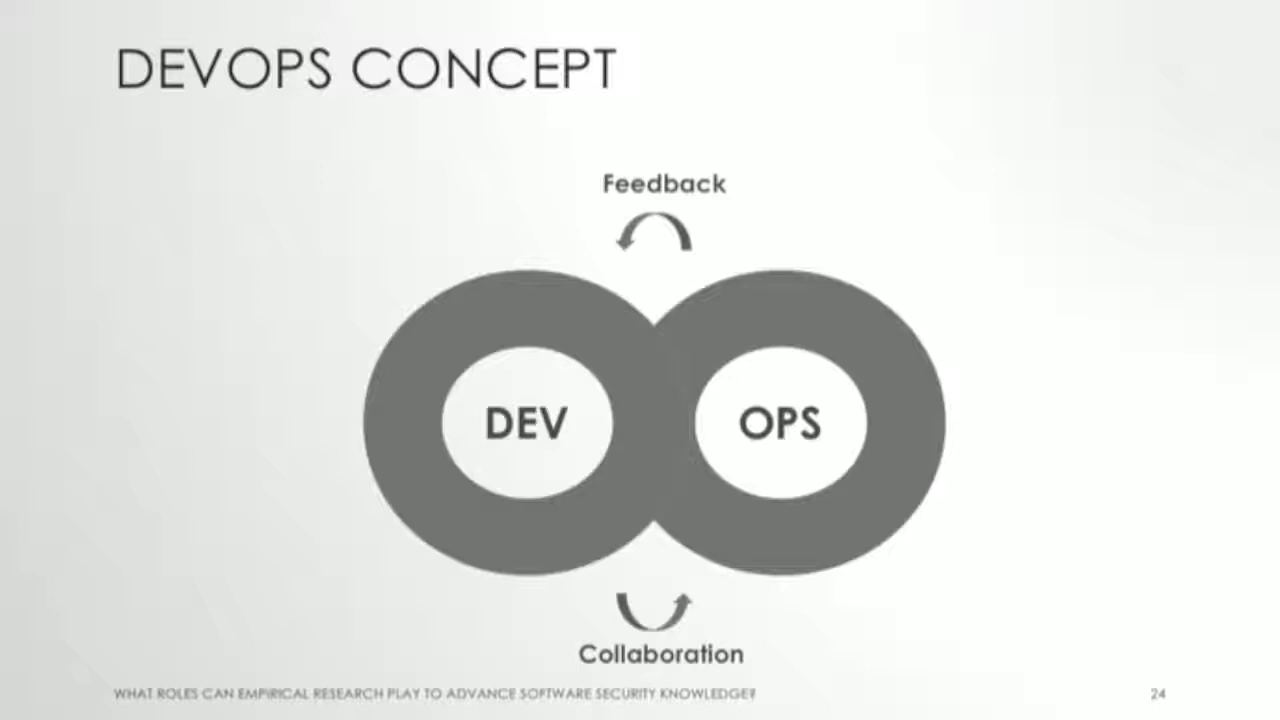 DEVOPS CONCEPT
Feedback
DEV
OPS
Collaboration
WHAT ROLES CAN EMPIRICAL RESEARCH PLAY TO ADVANCE SOFTWARE SECURITY KNOWLEDGE?
24